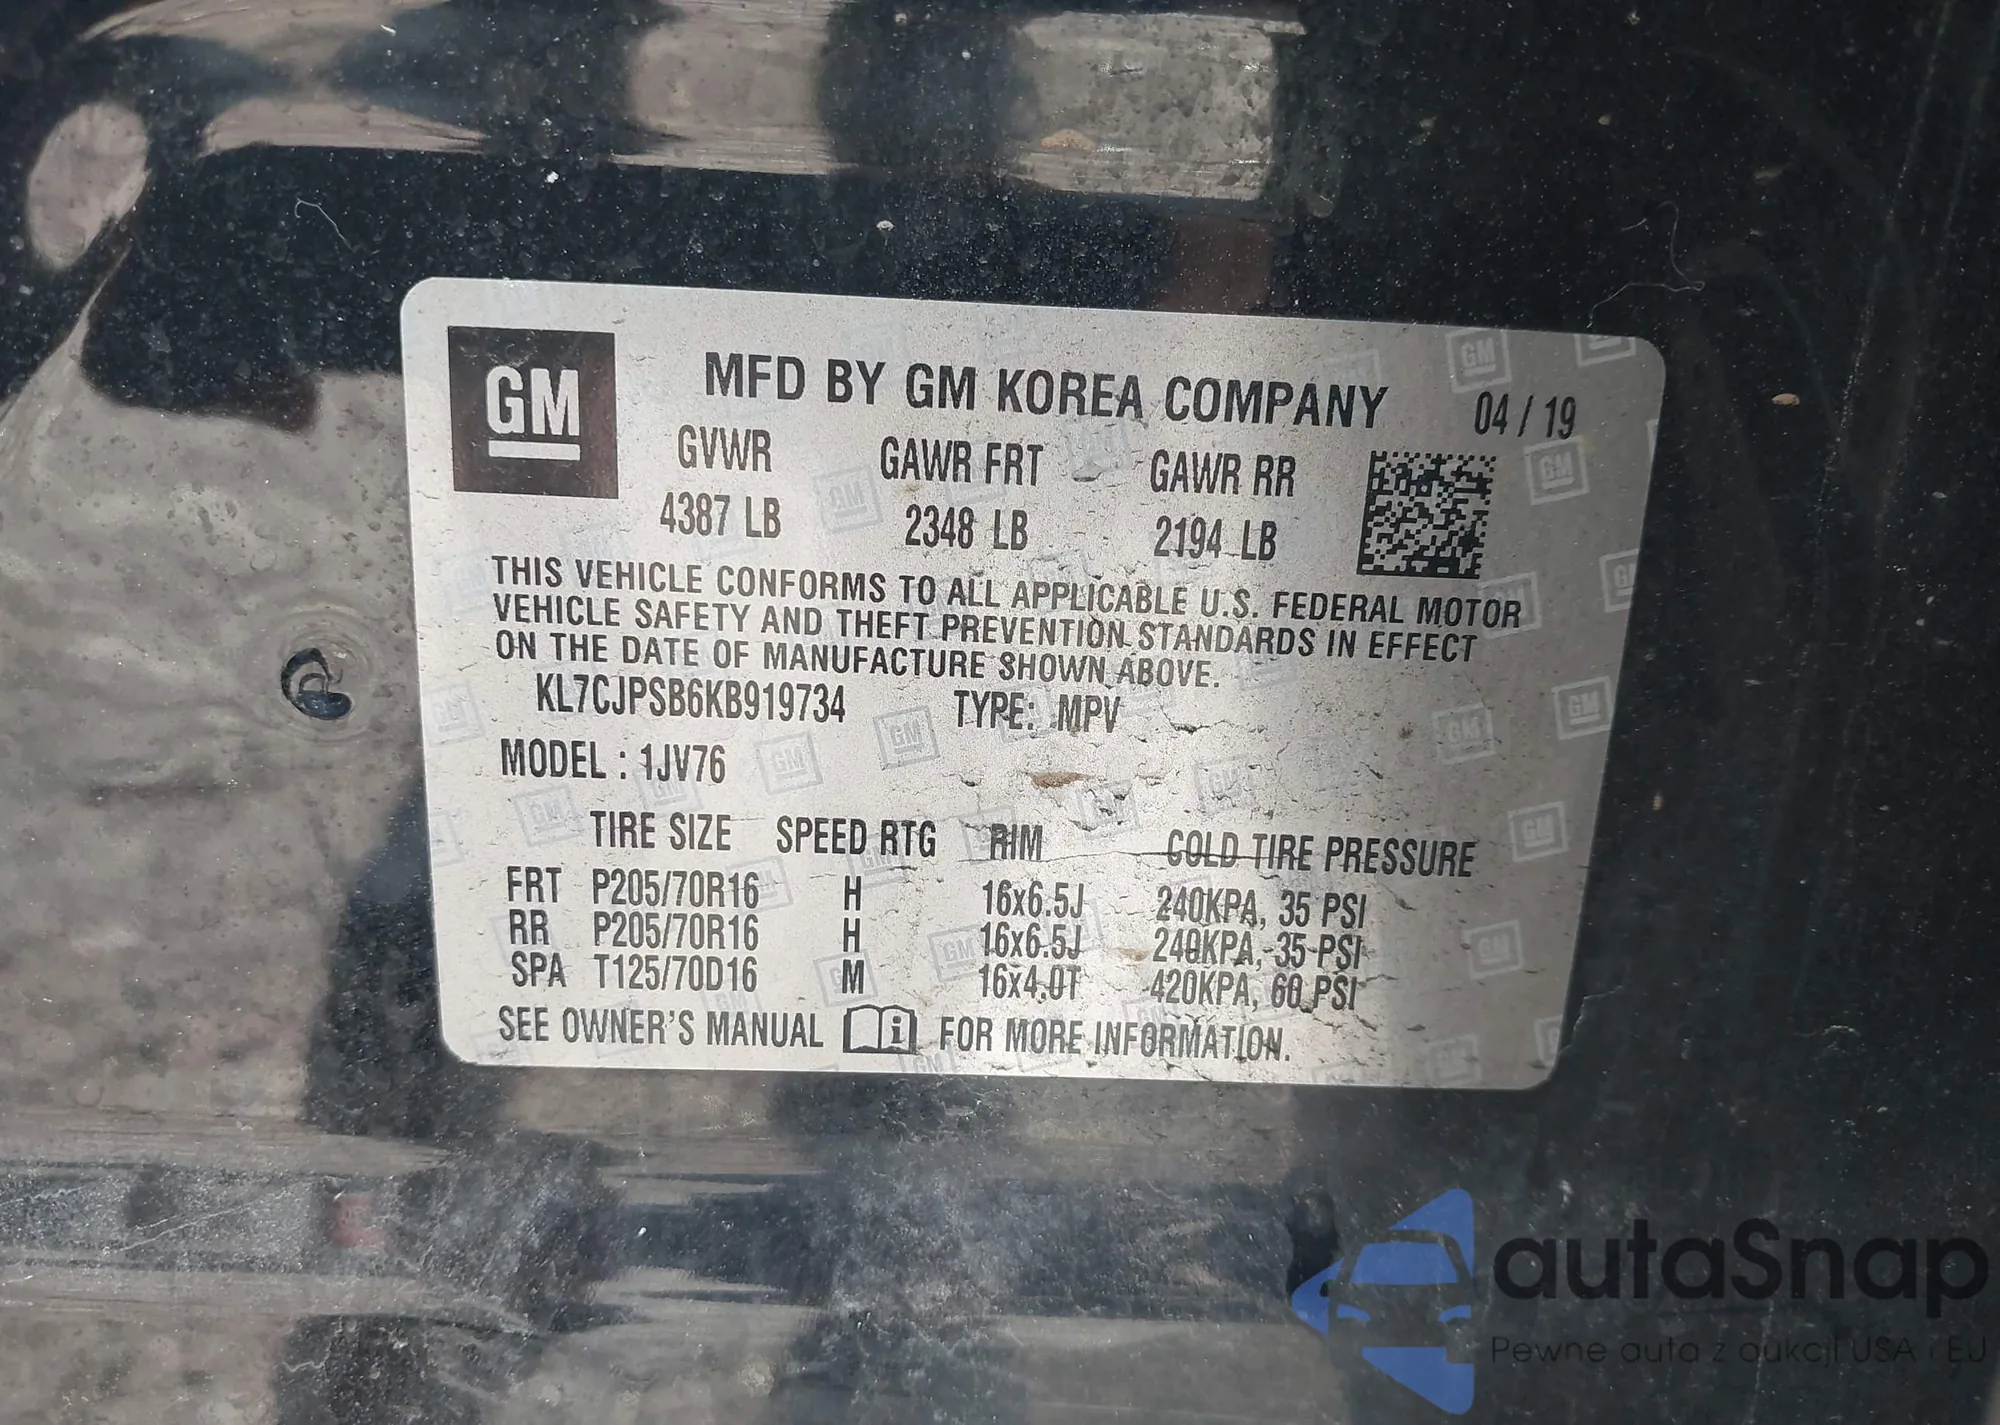 GM
MFD BY GM KOREA COMPANY 04 / 19
GVWR GAWR FRT GAWR RR
4387 LB 2348 LB 2194 LB
THIS VEHICLE CONFORMS TO ALL APPLICABLE U.S. FEDERAL MOTOR
VEHICLE SAFETY AND THEFT PREVENTION STANDARDS IN EFFECT
ON THE DATE OF MANUFACTURE SHOWN ABOVE.
KL7CJPSB6KB919734 TYPE: MPV
MODEL : 1JV76
TIRE SIZE SPEED RTG RIM COLD TIRE PRESSURE
FRT P205/70R16 H 16x6.5J 240KPA, 35 PSI
RR P205/70R16 H 16x6.5J 240KPA, 35 PSI
SPA T125/70D16 M 16x4.0T 420KPA, 60 PSI
SEE OWNER'S MANUAL i FOR MORE INFORMATION.
autaSnap
Pewne auta z aukcji USA i EU